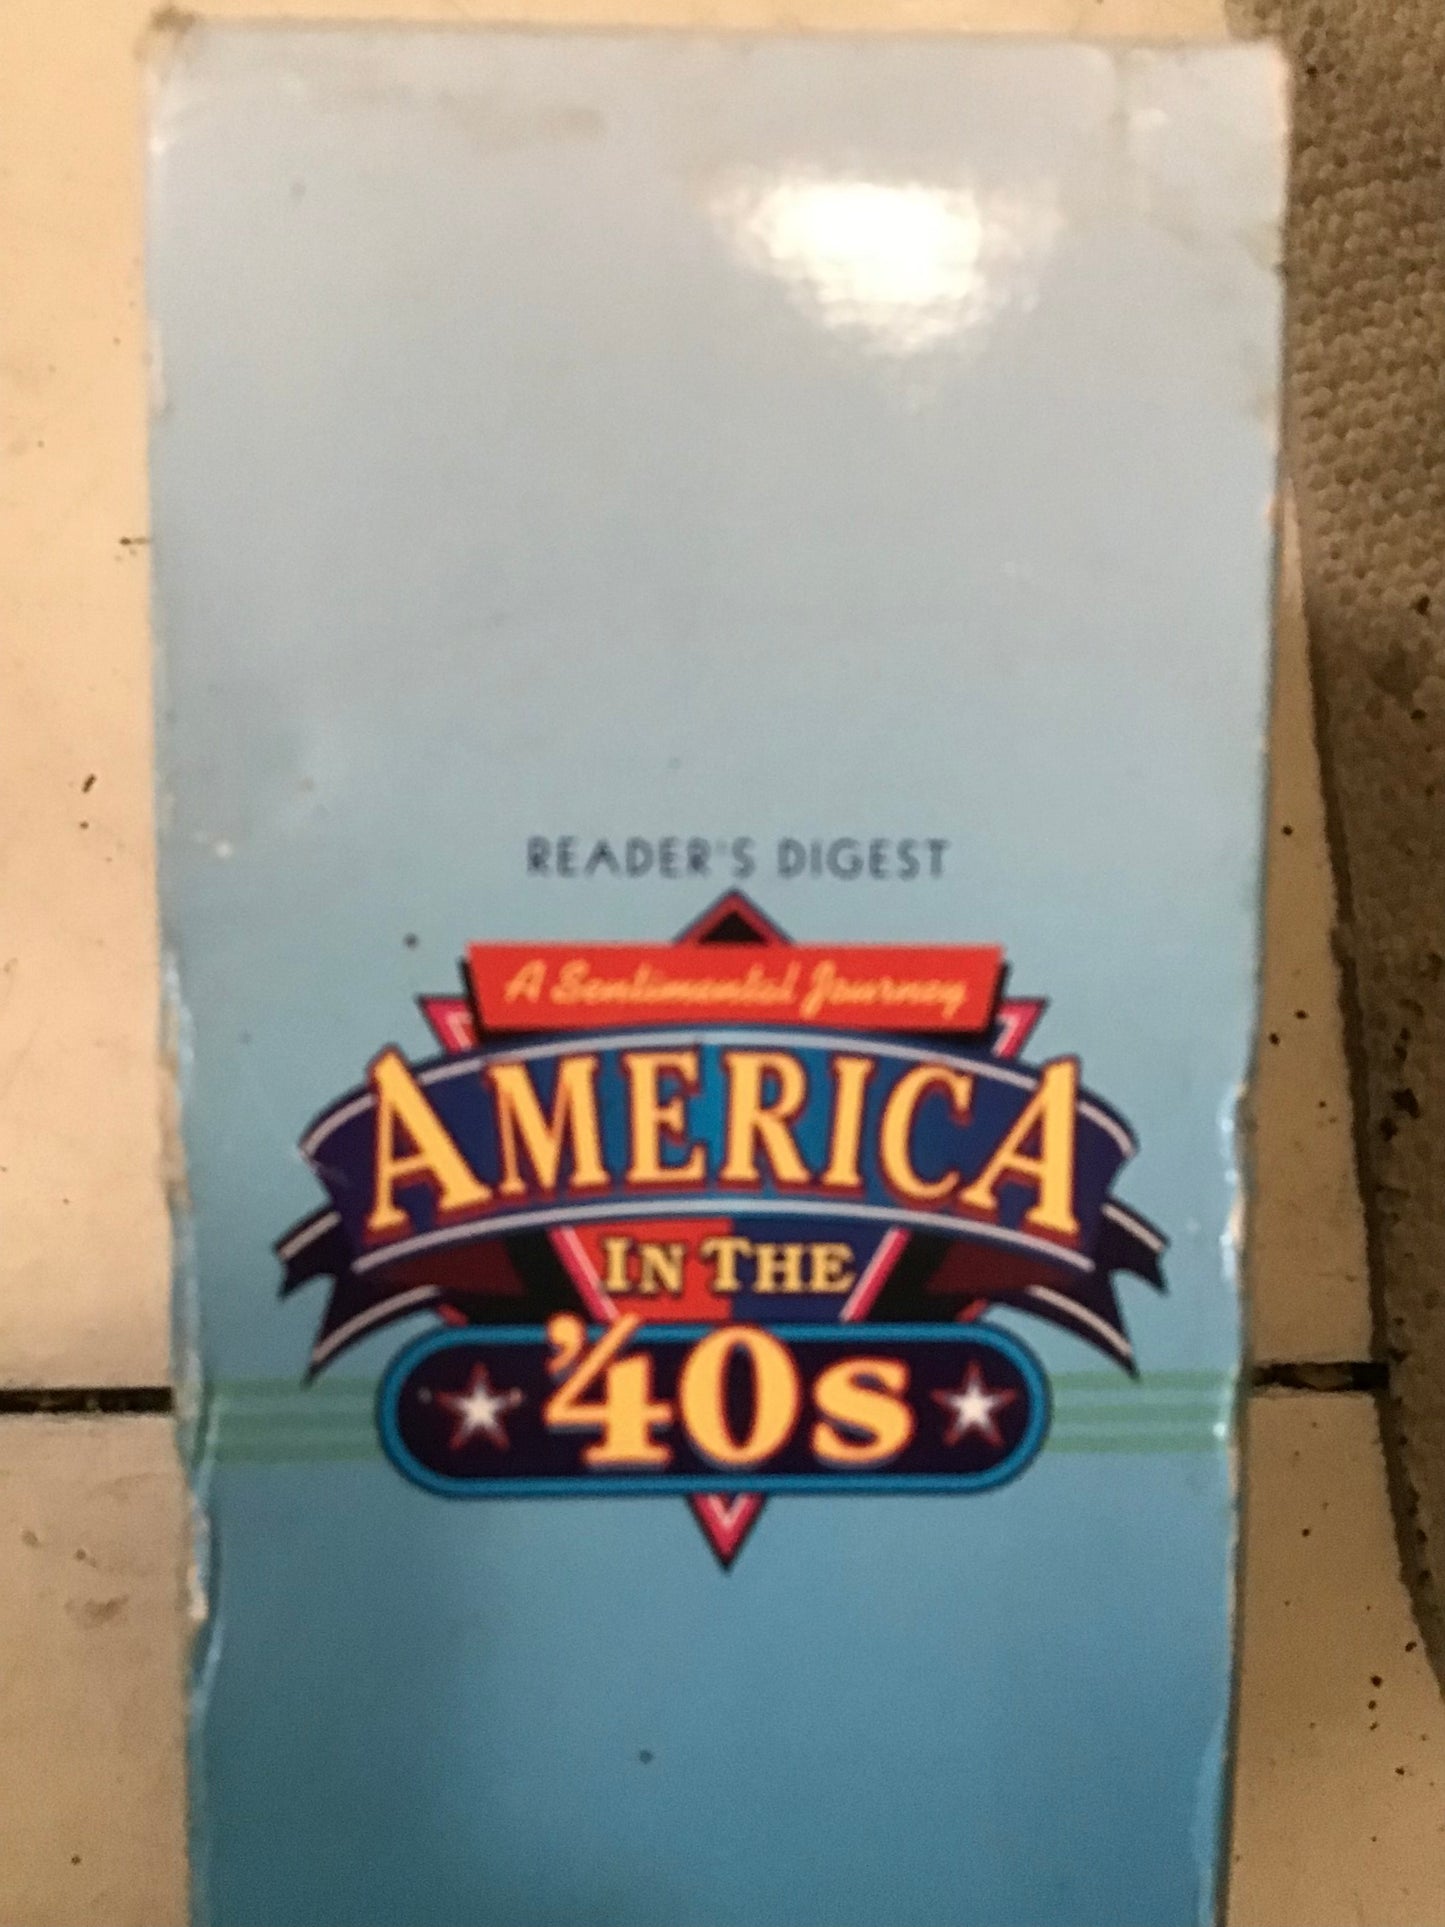 READER'S DIGEST
A Sentimental Journey
AMERICA
IN THE
'40s